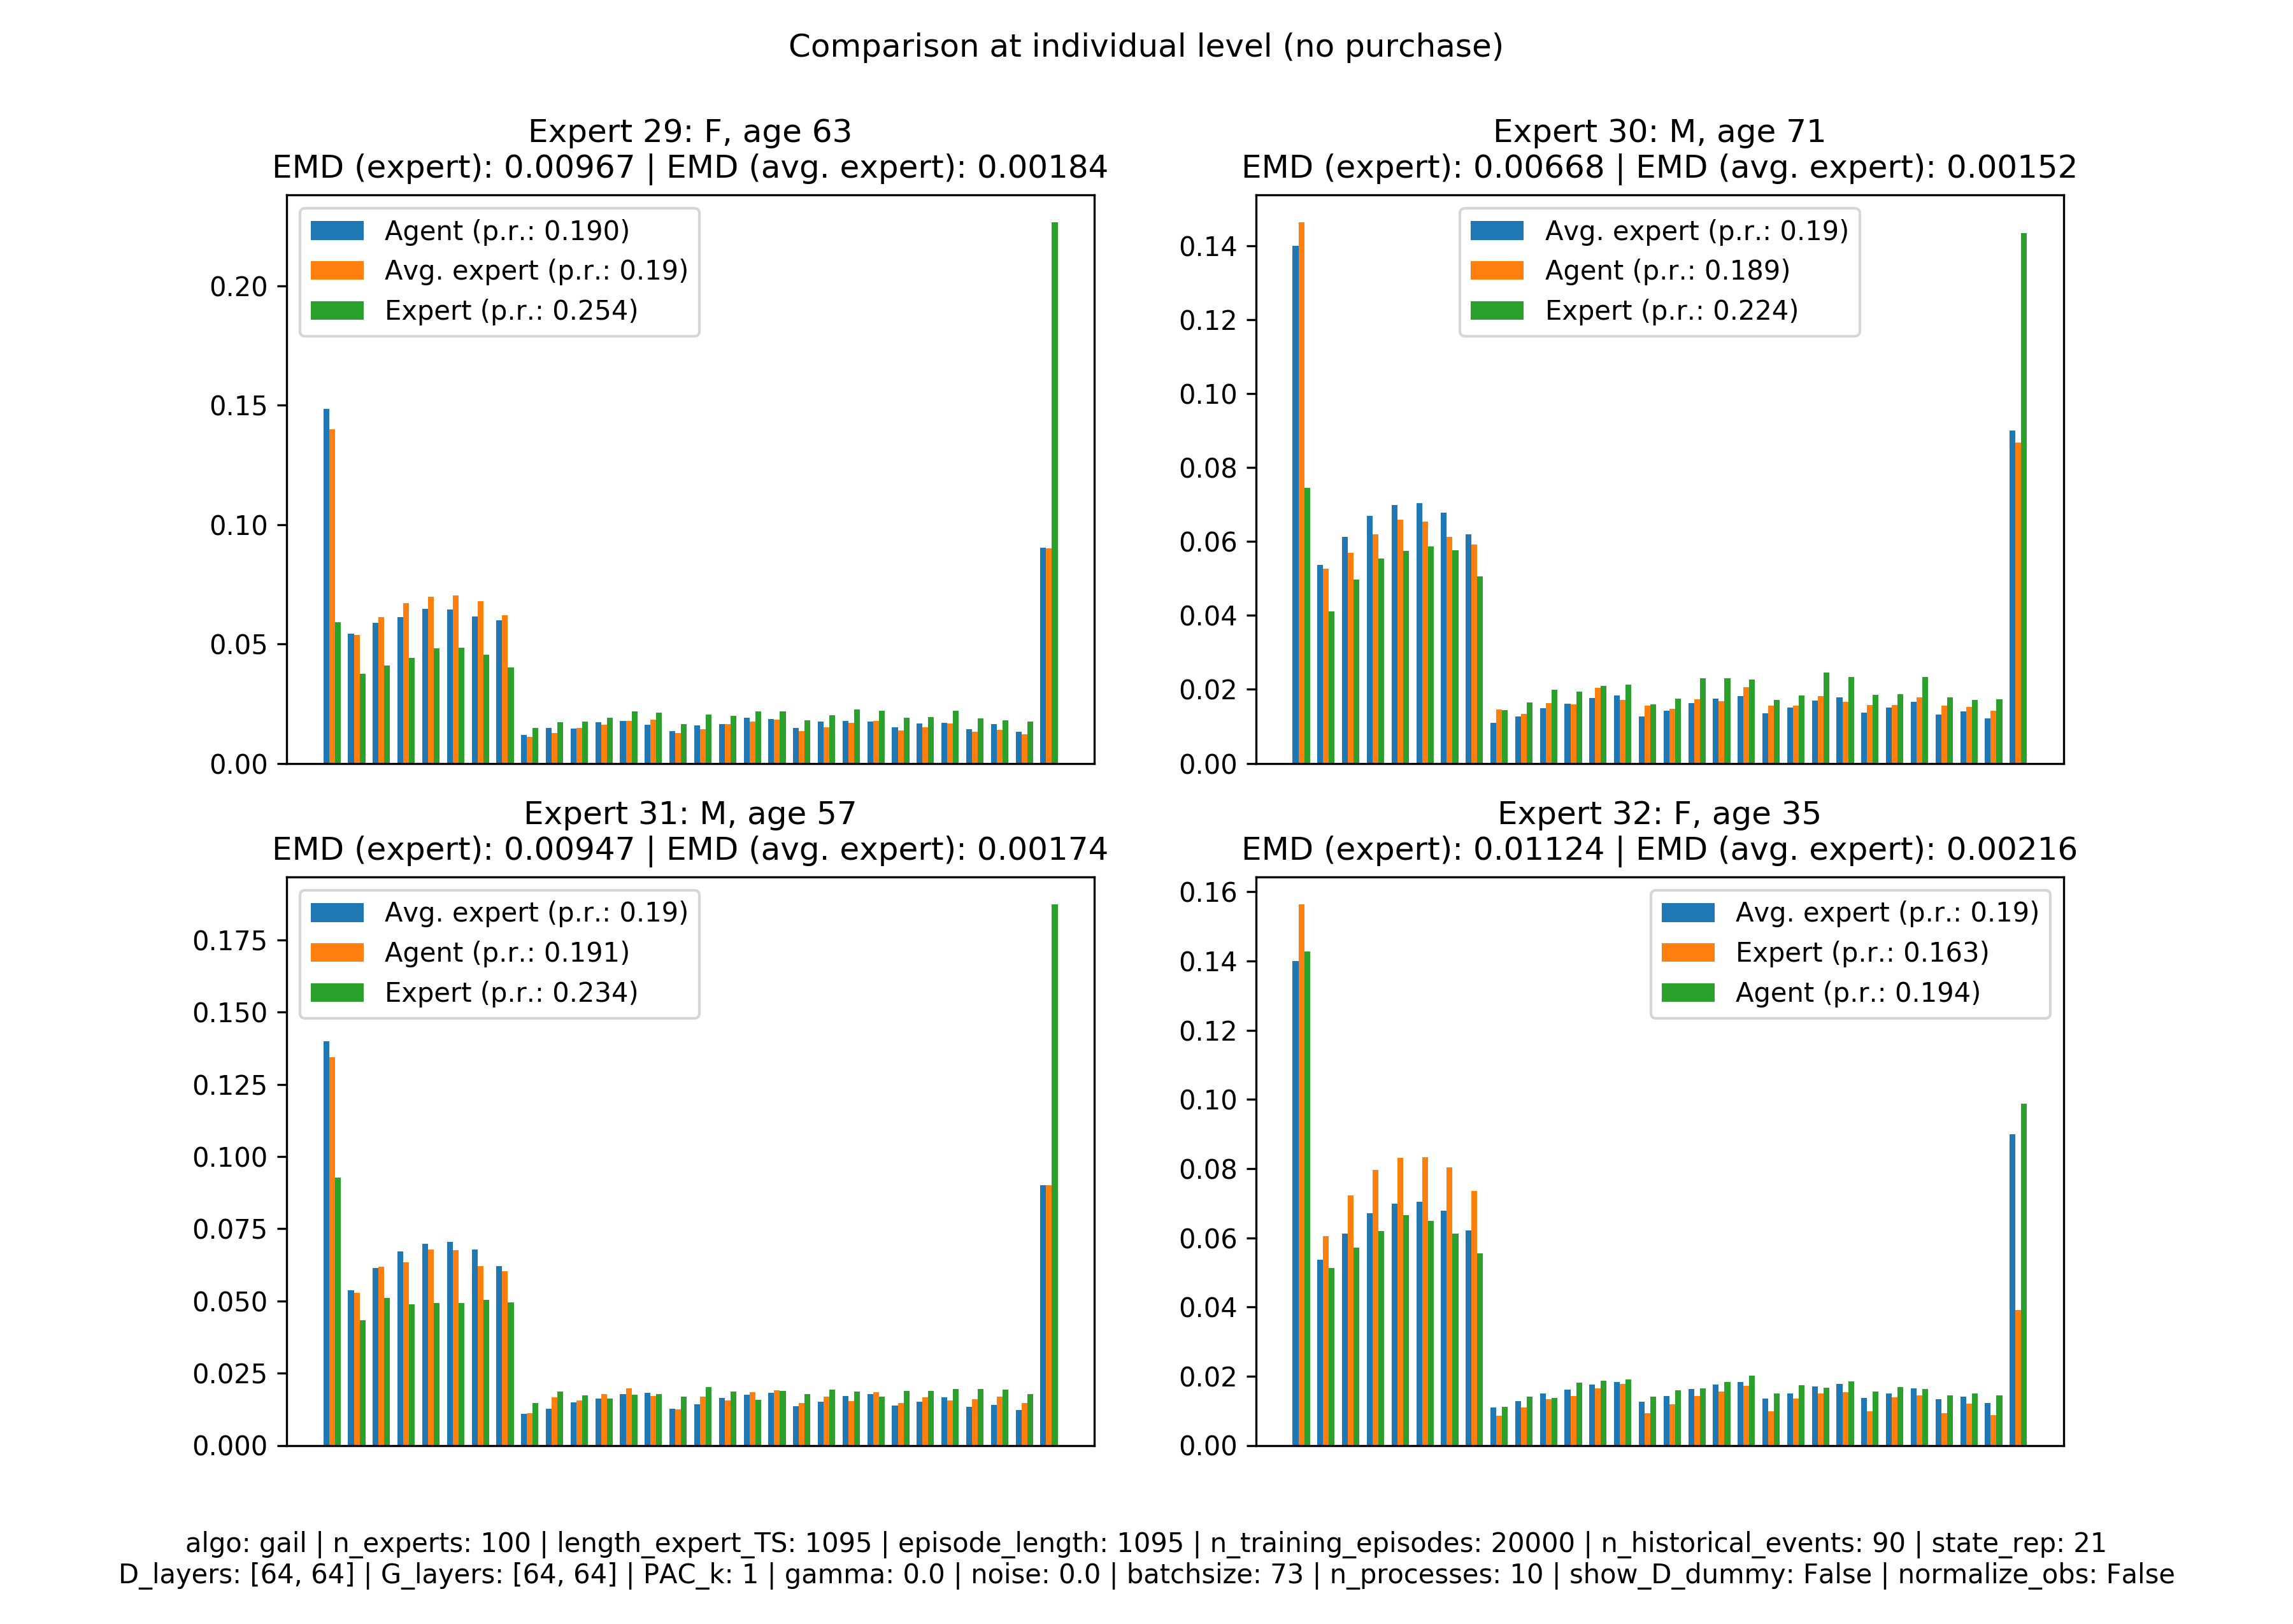 Comparison at individual level (no purchase)
Expert 29: F, age 63
EMD (expert): 0.00967 | EMD (avg. expert): 0.00184
Agent (p.r.: 0.190)
Avg. expert (p.r.: 0.19)
Expert (p.r.: 0.254)
0.20
0.15
0.10
0.05
0.00
Expert 30: M, age 71
EMD (expert): 0.00668 | EMD (avg. expert): 0.00152
Avg. expert (p.r.: 0.19)
Agent (p.r.: 0.189)
Expert (p.r.: 0.224)
0.14
0.12
0.10
0.08
0.06
0.04
0.02
0.00
Expert 31: M, age 57
EMD (expert): 0.00947 | EMD (avg. expert): 0.00174
Avg. expert (p.r.: 0.19)
Agent (p.r.: 0.191)
Expert (p.r.: 0.234)
0.175
0.150
0.125
0.100
0.075
0.050
0.025
0.000
Expert 32: F, age 35
EMD (expert): 0.01124 | EMD (avg. expert): 0.00216
Avg. expert (p.r.: 0.19)
Expert (p.r.: 0.163)
Agent (p.r.: 0.194)
0.16
0.14
0.12
0.10
0.08
0.06
0.04
0.02
0.00
algo: gail | n_experts: 100 | length_expert_TS: 1095 | episode_length: 1095 | n_training_episodes: 20000 | n_historical_events: 90 | state_rep: 21
D_layers: [64, 64] | G_layers: [64, 64] | PAC_k: 1 | gamma: 0.0 | noise: 0.0 | batchsize: 73 | n_processes: 10 | show_D_dummy: False | normalize_obs: False